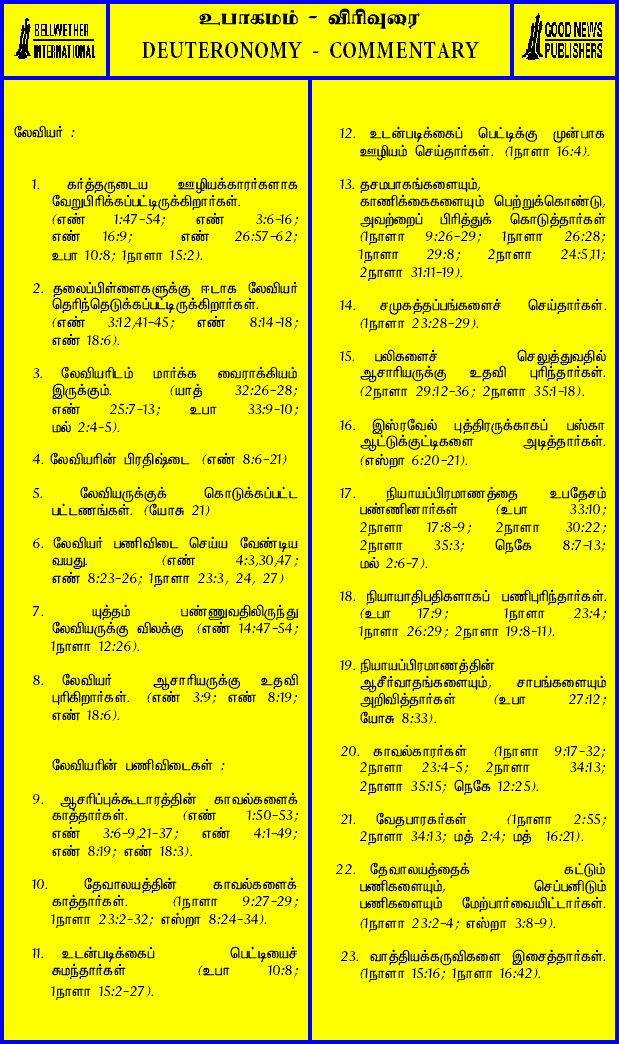 BELLWETHER
INTERNATIONAL
உபாகமம் - விரிவுரை
DEUTERONOMY - COMMENTARY
GOOD NEWS
PUBLISHERS
லேவியர் :
1. கர்த்தருடைய ஊழியக்காரர்களாக
வேறுபிரிக்கப்பட்டிருக்கிறார்கள்.
(எண் 1:47-54; எண் 3:6-16;
எண் 16:9; எண் 26:57-62;
உபா 10:8; 1நாளா 15:2).
2. தலைப்பிள்ளைகளுக்கு ஈடாக லேவியர்
தெரிந்தெடுக்கப்பட்டிருக்கிறார்கள்.
(எண் 3:12,41-45; எண் 8:14-18;
எண் 18:6).
3. லேவியரிடம் மார்க்க வைராக்கியம்
இருக்கும். (யாத் 32:26-28;
எண் 25:7-13; உபா 33:9-10;
மல் 2:4-5).
4. லேவியரின் பிரதிஷ்டை (எண் 8:6-21)
5. லேவியருக்குக் கொடுக்கப்பட்ட
பட்டணங்கள். (யோசு 21)
6. லேவியர் பணிவிடை செய்ய வேண்டிய
வயது. (எண் 4:3,30,47;
எண் 8:23-26; 1நாளா 23:3, 24, 27)
7. யுத்தம் பண்ணுவதிலிருந்து
லேவியருக்கு விலக்கு (எண் 14:47-54;
1நாளா 12:26).
8. லேவியர் ஆசாரியருக்கு உதவி
புரிகிறார்கள். (எண் 3:9; எண் 8:19;
எண் 18:6).
லேவியரின் பணிவிடைகள் :
9. ஆசரிப்புக்கூடாரத்தின் காவல்களைக்
காத்தார்கள். (எண் 1:50-53;
எண் 3:6-9,21-37; எண் 4:1-49;
எண் 8:19; எண் 18:3).
10. தேவாலயத்தின் காவல்களைக்
காத்தார்கள். (1நாளா 9:27-29;
1நாளா 23:2-32; எஸ்றா 8:24-34).
11. உடன்படிக்கைப் பெட்டியைச்
சுமந்தார்கள் (உபா 10:8;
1நாளா 15:2-27).
12. உடன்படிக்கைப் பெட்டிக்கு முன்பாக
ஊழியம் செய்தார்கள். (1நாளா 16:4).
13. தசமபாகங்களையும்,
காணிக்கைகளையும் பெற்றுக்கொண்டு,
அவற்றைப் பிரித்துக் கொடுத்தார்கள்
(1நாளா 9:26-29; 1நாளா 26:28;
1நாளா 29:8; 2நாளா 24:5,11;
2நாளா 31:11-19).
14. சமுகத்தப்பங்களைச் செய்தார்கள்.
(1நாளா 23:28-29).
15. பலிகளைச் செலுத்துவதில்
ஆசாரியருக்கு உதவி புரிந்தார்கள்.
(2நாளா 29:12-36; 2நாளா 35:1-18).
16. இஸ்ரவேல் புத்திரருக்காகப் பஸ்கா
ஆட்டுக்குட்டிகளை அடித்தார்கள்.
(எஸ்றா 6:20-21).
17. நியாயப்பிரமாணத்தை உபதேசம்
பண்ணினார்கள் (உபா 33:10;
2நாளா 17:8-9; 2நாளா 30:22;
2நாளா 35:3; நெகே 8:7-13;
மல் 2:6-7).
18. நியாயாதிபதிகளாகப் பணிபுரிந்தார்கள்.
(உபா 17:9; 1நாளா 23:4;
1நாளா 26:29; 2நாளா 19:8-11).
19. நியாயப்பிரமாணத்தின்
ஆசீர்வாதங்களையும், சாபங்களையும்
அறிவித்தார்கள் (உபா 27:12;
யோசு 8:33).
20. காவல்காரர்கள் (1நாளா 9:17-32;
2நாளா 23:4-5; 2நாளா 34:13;
2நாளா 35:15; நெகே 12:25).
21. வேதபாரகர்கள் (1நாளா 2:55;
2நாளா 34:13; மத் 2:4; மத் 16:21).
22. தேவாலயத்தைக் கட்டும்
பணிகளையும், செப்பனிடும்
பணிகளையும் மேற்பார்வையிட்டார்கள்.
(1நாளா 23:2-4; எஸ்றா 3:8-9).
23. வாத்தியக்கருவிகளை இசைத்தார்கள்.
(1நாளா 15:16; 1நாளா 16:42).